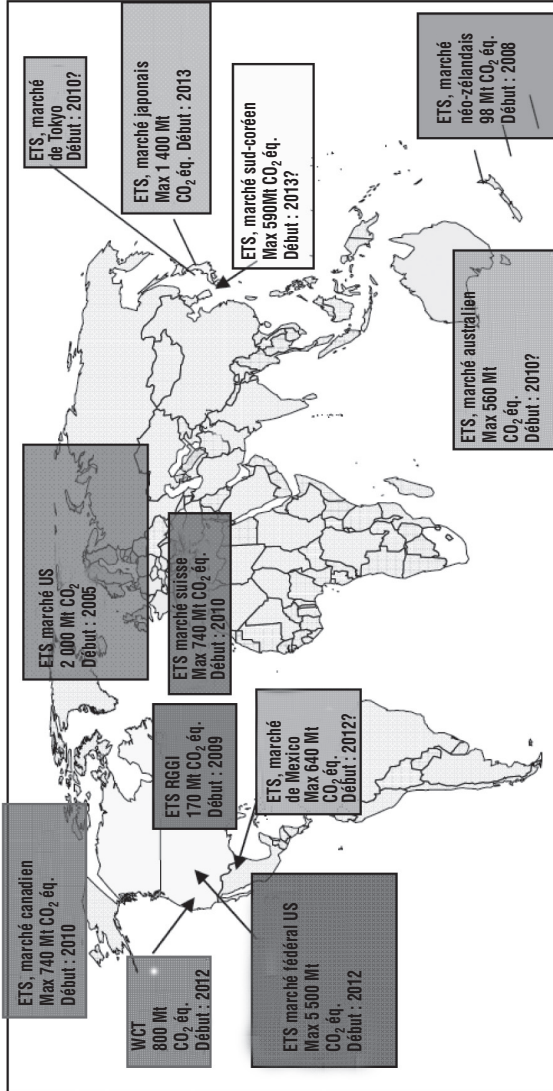 ETS, marché canadien
Max 740 Mt CO₂ éq.
Début : 2010
WCT
800 Mt
CO₂ éq.
Début : 2012
ETS marché fédéral US
Max 5 500 Mt
CO₂ éq.
Début : 2012
ETS RGGI
170 Mt CO₂ éq.
Début : 2009
ETS, marché
de Mexico
Max 640 Mt
CO₂ éq.
Début : 2012?
ETS marché US
2 000 Mt CO₂
Début : 2005
ETS marché suisse
Max 740 Mt CO₂ éq.
Début : 2010
ETS, marché
de Tokyo
Début : 2010?
ETS, marché japonais
Max 1 400 Mt
CO₂ éq. Début : 2013
ETS, marché sud-coréen
Max 590Mt CO₂ éq.
Début : 2013?
ETS, marché australien
Max 560 Mt
CO₂ éq.
Début : 2010?
ETS, marché
néo-zélandais
98 Mt CO₂ éq.
Début : 2008